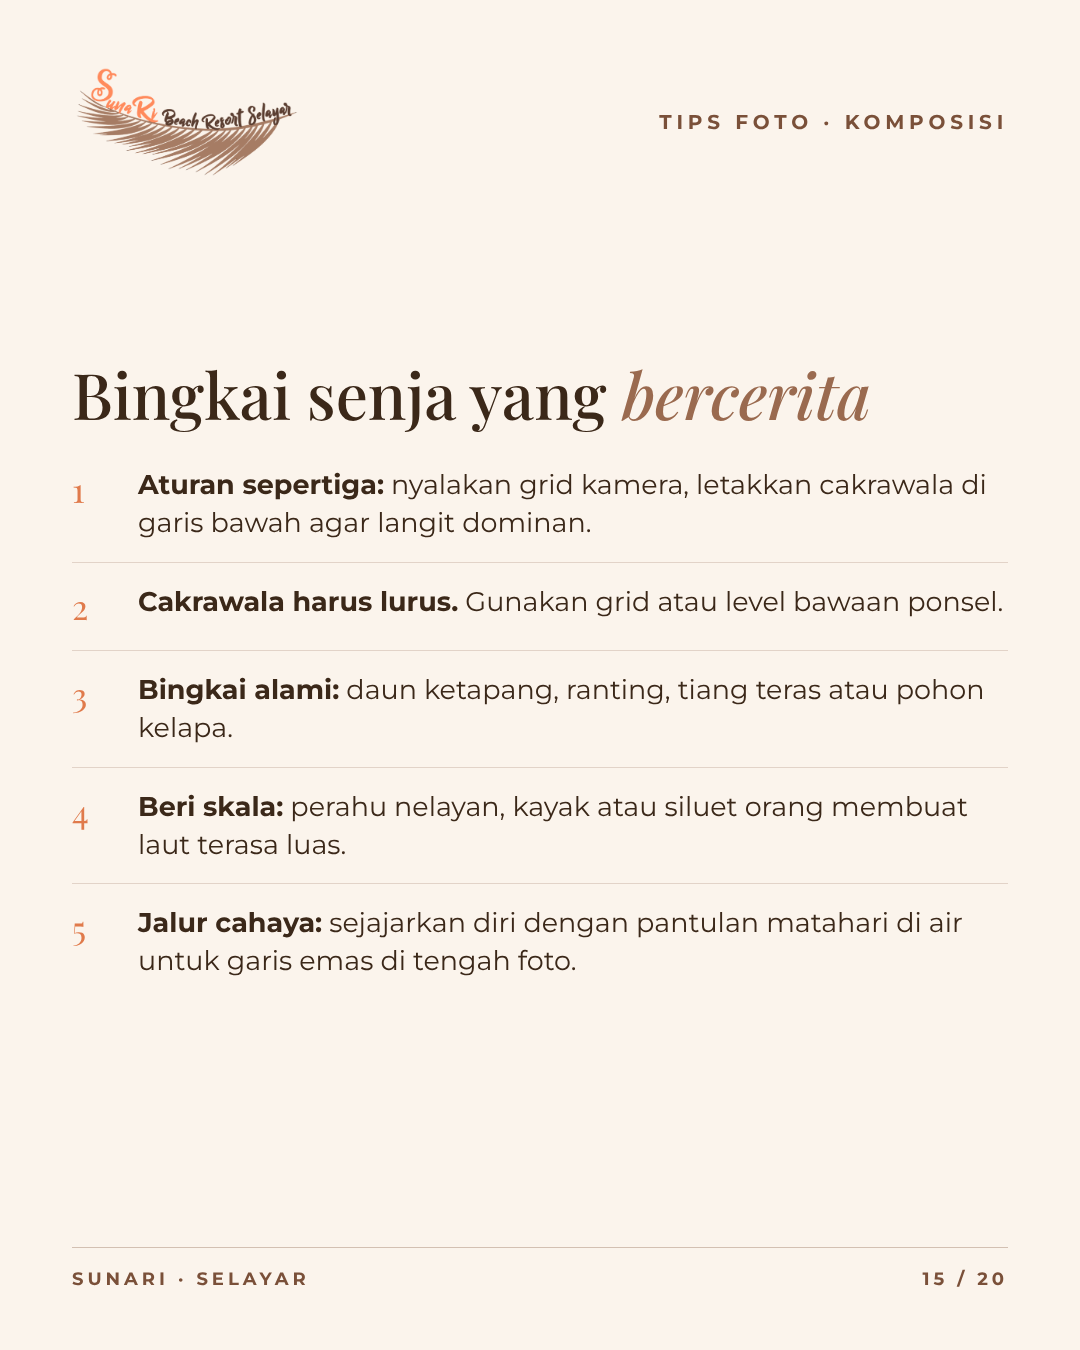 SunaRi Beach Resort Selayar
TIPS FOTO · KOMPOSISI
Bingkai senja yang bercerita
1 Aturan sepertiga: nyalakan grid kamera, letakkan cakrawala di
garis bawah agar langit dominan.
2 Cakrawala harus lurus. Gunakan grid atau level bawaan ponsel.
3 Bingkai alami: daun ketapang, ranting, tiang teras atau pohon
kelapa.
4 Beri skala: perahu nelayan, kayak atau siluet orang membuat
laut terasa luas.
5 Jalur cahaya: sejajarkan diri dengan pantulan matahari di air
untuk garis emas di tengah foto.
SUNARI · SELAYAR
15 / 20